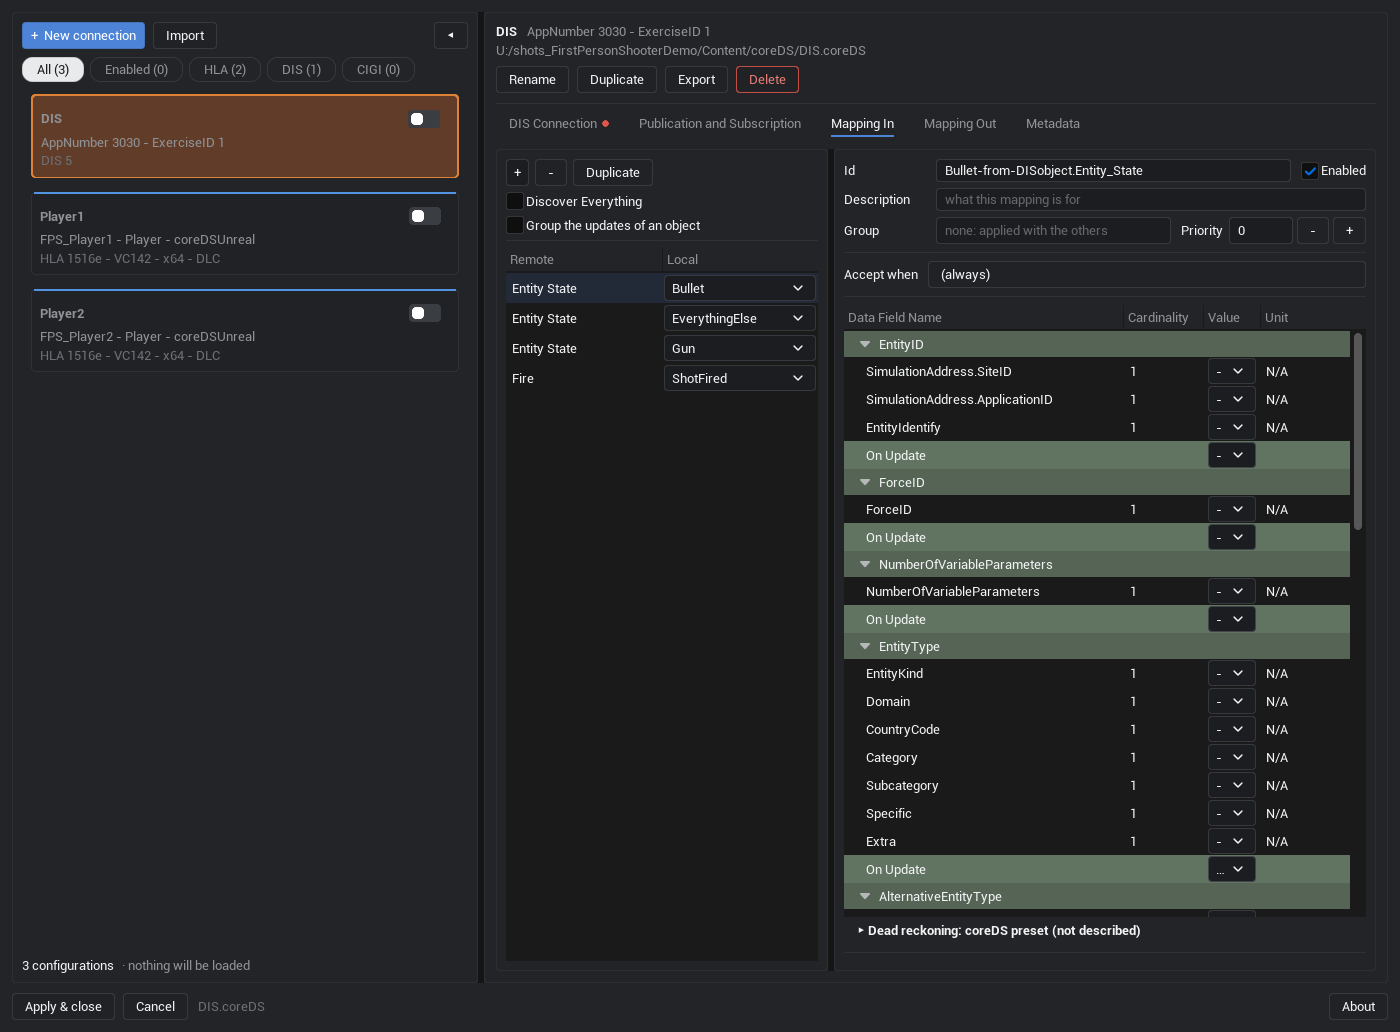 + New connection
Import
All (3)
Enabled (0)
HLA (2)
DIS (1)
CIGI (0)
DIS
AppNumber 3030 - ExerciseID 1
DIS 5
Player1
FPS_Player1 - Player - coreDSUnreal
HLA 1516e - VC142 - x64 - DLC
Player2
FPS_Player2 - Player - coreDSUnreal
HLA 1516e - VC142 - x64 - DLC
3 configurations · nothing will be loaded
DIS AppNumber 3030 - ExerciseID 1
U:/shots_FirstPersonShooterDemo/Content/coreDS/DIS.coreDS
Rename
Duplicate
Export
Delete
DIS Connection
Publication and Subscription
Mapping In
Mapping Out
Metadata
+
-
Duplicate
Discover Everything
Group the updates of an object
Remote Local
Entity State Bullet
Entity State EverythingElse
Entity State Gun
Fire ShotFired
Id Bullet-from-DISobject.Entity_State Enabled
Description what this mapping is for
Group none: applied with the others Priority 0 - +
Accept when (always)
Data Field Name Cardinality Value Unit
EntityID
SimulationAddress.SiteID 1 - N/A
SimulationAddress.ApplicationID 1 - N/A
EntityIdentify 1 - N/A
On Update -
ForceID
ForceID 1 - N/A
On Update -
NumberOfVariableParameters
NumberOfVariableParameters 1 - N/A
On Update -
EntityType
EntityKind 1 - N/A
Domain 1 - N/A
CountryCode 1 - N/A
Category 1 - N/A
Subcategory 1 - N/A
Specific 1 - N/A
Extra 1 - N/A
On Update ...
AlternativeEntityType
Dead reckoning: coreDS preset (not described)
Apply & close
Cancel
DIS.coreDS
About